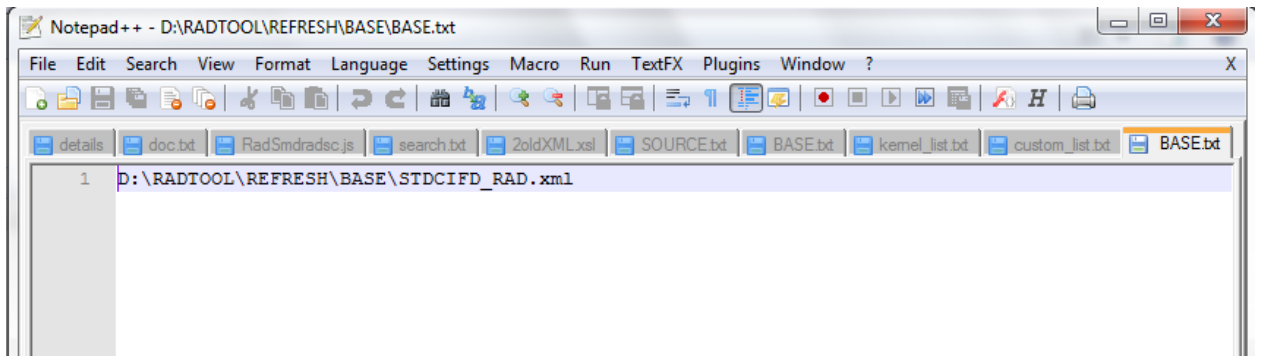 Notepad++ - D:\RADTOOL\REFRESH\BASE\BASE.txt
File Edit Search View Format Language Settings Macro Run TextFX Plugins Window ? X
details doc.txt RadSmdradsc.js search.txt 2oldXML.xsl SOURCE.txt BASE.txt kernel_list.txt custom_list.txt BASE.txt
1 D:\RADTOOL\REFRESH\BASE\STDCIFD_RAD.xml